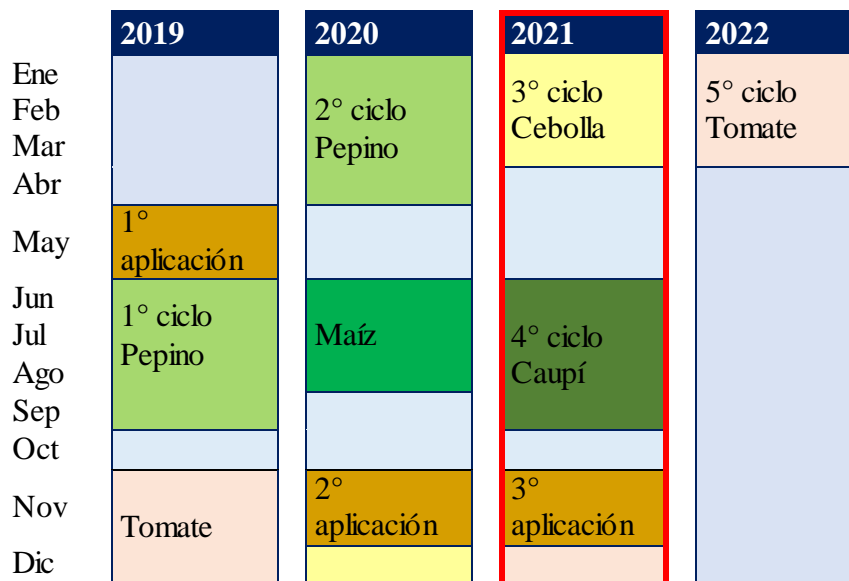 2019
2020
2021
2022
Ene
Feb
Mar
Abr
May
Jun
Jul
Ago
Sep
Oct
Nov
Dic
1°
aplicación
1° ciclo
Pepino
Tomate
2° ciclo
Pepino
Maíz
2°
aplicación
3° ciclo
Cebolla
4° ciclo
Caupí
3°
aplicación
5° ciclo
Tomate